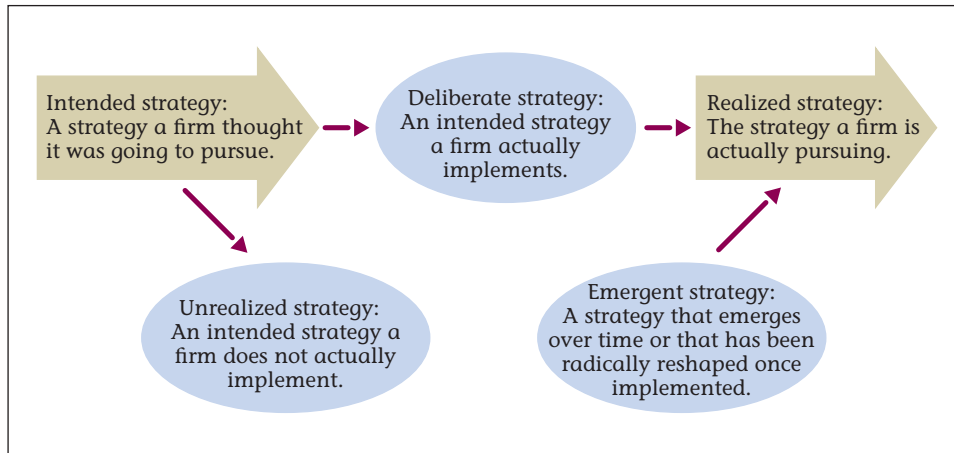 Intended strategy:
A strategy a firm thought
it was going to pursue.
Deliberate strategy:
An intended strategy
a firm actually
implements.
Realized strategy:
The strategy a firm is
actually pursuing.
Unrealized strategy:
An intended strategy a
firm does not actually
implement.
Emergent strategy:
A strategy that emerges
over time or that has been
radically reshaped once
implemented.